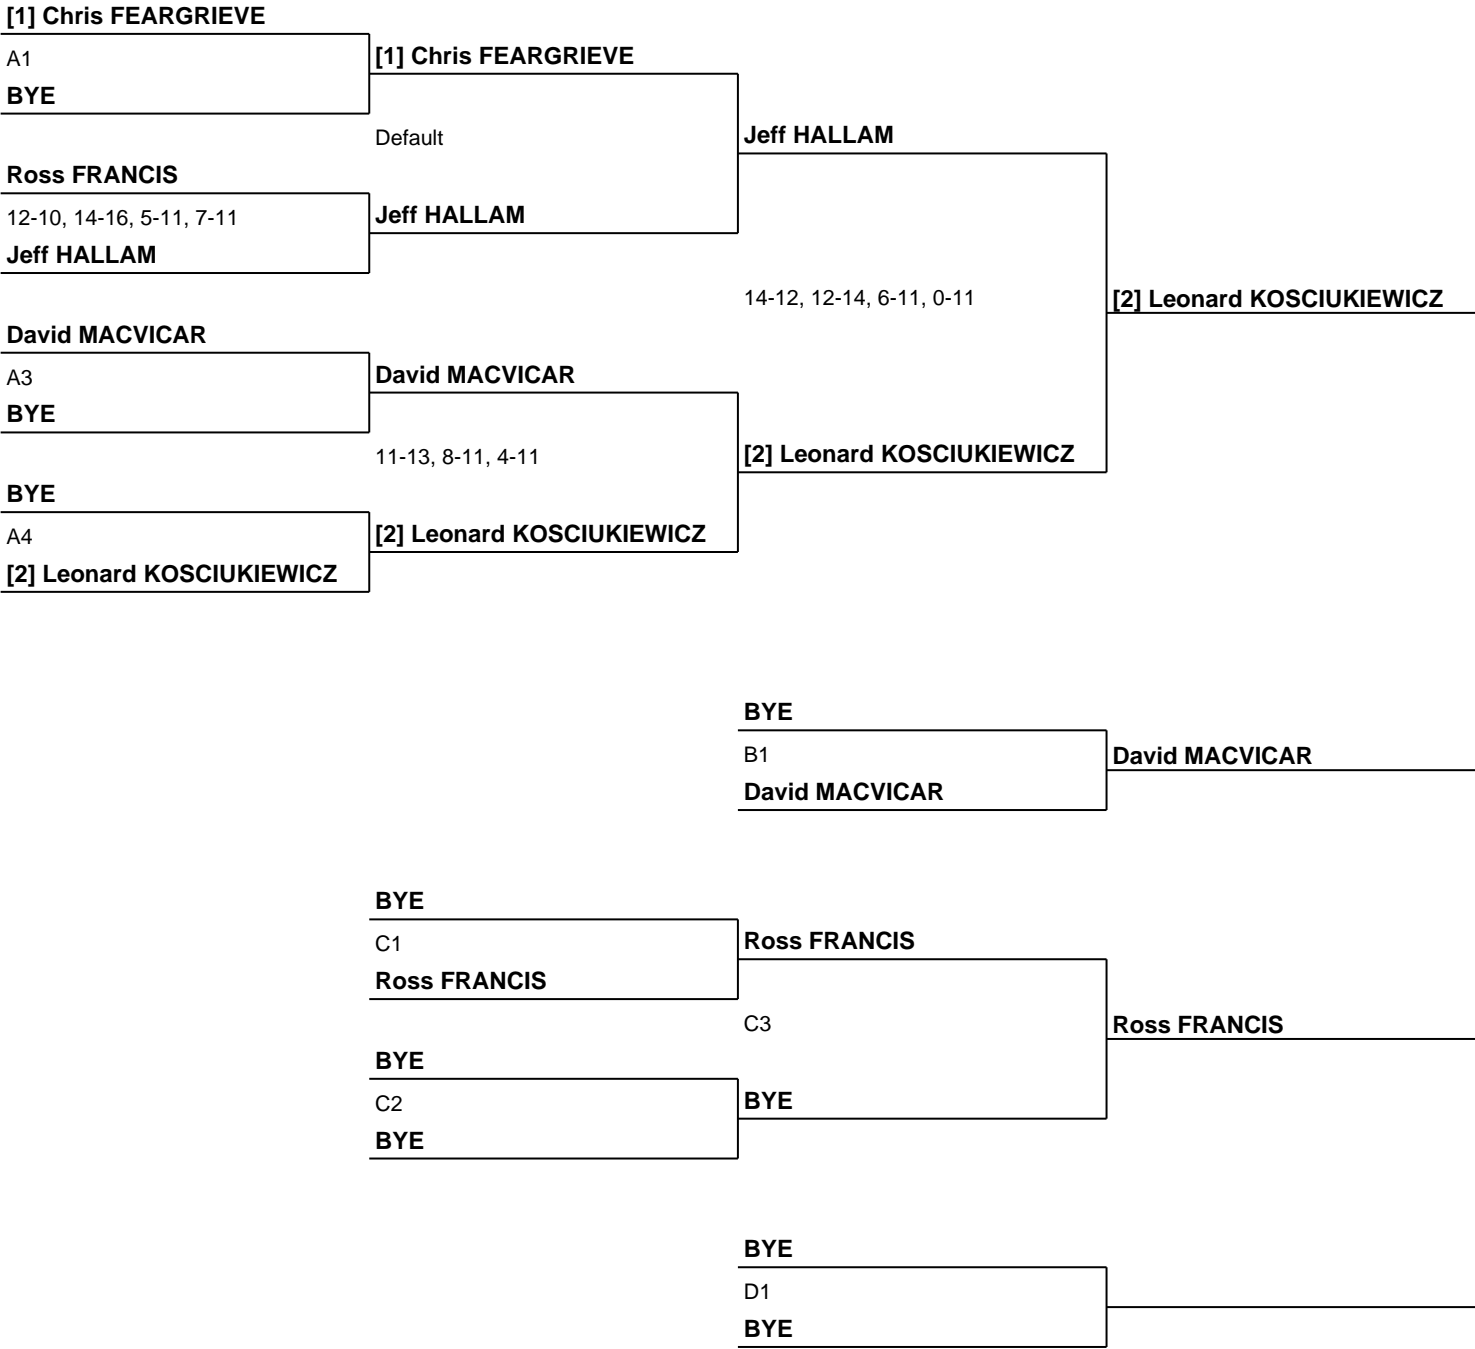 [1] Chris FEARGRIEVE
A1
[1] Chris FEARGRIEVE
BYE
Default
Jeff HALLAM
Ross FRANCIS
12-10, 14-16, 5-11, 7-11
Jeff HALLAM
Jeff HALLAM
14-12, 12-14, 6-11, 0-11
[2] Leonard KOSCIUKIEWICZ
David MACVICAR
A3
David MACVICAR
BYE
11-13, 8-11, 4-11
[2] Leonard KOSCIUKIEWICZ
BYE
A4
[2] Leonard KOSCIUKIEWICZ
[2] Leonard KOSCIUKIEWICZ
BYE
B1
David MACVICAR
David MACVICAR
BYE
C1
Ross FRANCIS
Ross FRANCIS
C3
Ross FRANCIS
BYE
C2
BYE
BYE
BYE
D1
BYE